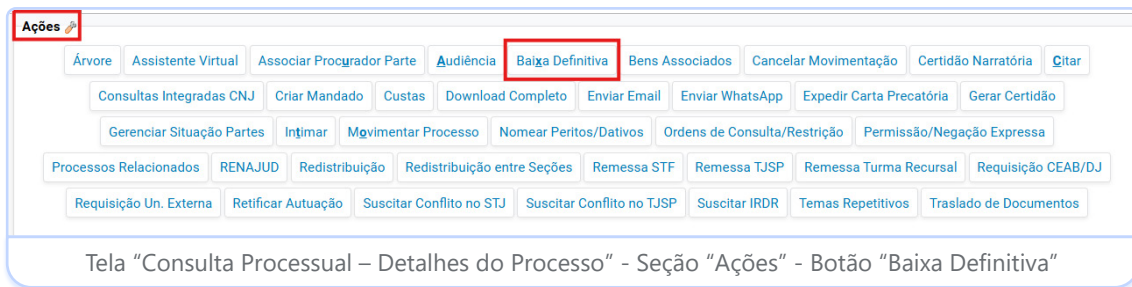 Ações
Árvore Assistente Virtual Associar Procurador Parte Audiência Baixa Definitiva Bens Associados Cancelar Movimentação Certidão Narratória Citar
Consultas Integradas CNJ Criar Mandado Custas Download Completo Enviar Email Enviar WhatsApp Expedir Carta Precatória Gerar Certidão
Gerenciar Situação Partes Intimar Movimentar Processo Nomear Peritos/Dativos Ordens de Consulta/Restrição Permissão/Negação Expressa
Processos Relacionados RENAJUD Redistribuição Redistribuição entre Seções Remessa STF Remessa TJSP Remessa Turma Recursal Requisição CEAB/DJ
Requisição Un. Externa Retificar Autuação Suscitar Conflito no STJ Suscitar Conflito no TJSP Suscitar IRDR Temas Repetitivos Traslado de Documentos
Tela “Consulta Processual – Detalhes do Processo” - Seção “Ações” - Botão “Baixa Definitiva”